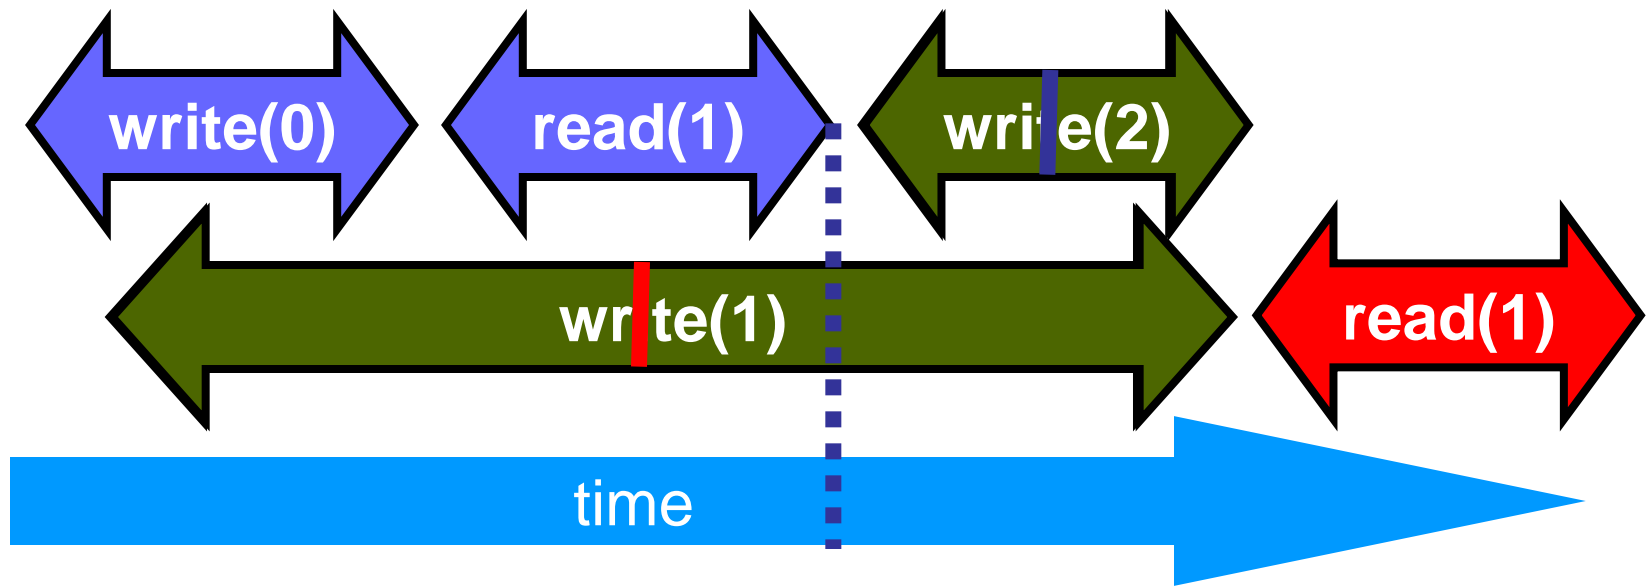 write(0) read(1) write(2)
write(1) read(1)
time